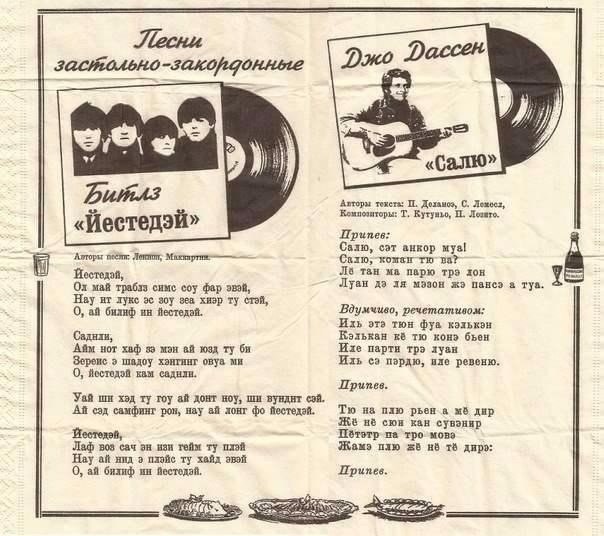 Песни
застольно-закордонные
Битлз
«Йестедэй»
Авторы песни: Леннон, Маккартни.
Йестедэй,
Ол май траблз симс соу фар эвэй,
Нау ит лукс эс зоу зеа хиэр ту стэй,
О, ай билиф ин йестедэй.
Саднли,
Айм нот хаф зэ мэн ай юзд ту би
Зереис э шадоу хэнгинг овуа ми
О, йестедэй кам саднли.
Уай ши хэд ту гоу ай донт ноу, ши вундит сэй.
Ай сэд самфинг рон, нау ай лонг фо йестедэй.
Йестедэй,
Лаф воз сач эн изи гейм ту плэй
Нау ай нид э плэйс ту хайд эвэй
О, ай билиф ин йестедэй.
Джо Дассен
«Салю»
Авторы текста: П. Деланоэ, С. Лемесл,
Композиторы: Т. Кутуньо, П. Лозито.
Припев:
Салю, сэт анкор муа!
Салю, коман тю ва?
Лё тан ма парю трэ лон
Луан дэ ля мэзон жэ пансэ а туа.
Вдумчиво, речетативом:
Иль этэ тюн фуа кэлькэн
Кэлькан кё тю конэ бьен
Иле парти трэ луан
Иль сэ пэрдю, иле ревеню.
Припев.
Тю на плю рьен а мё дир
Жё нё сюи кан сувэнир
Пётэтр па тро мовэ
Жамэ плю жё нё тё дирэ:
Припев.